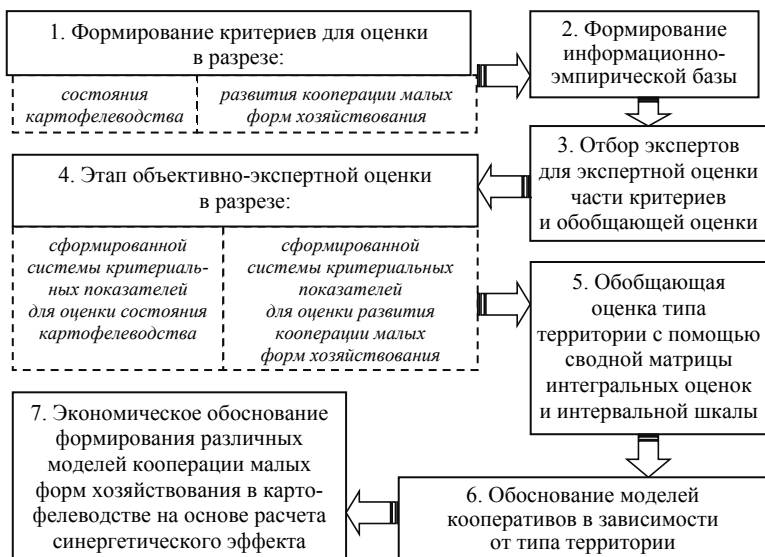 1. Формирование критериев для оценки
в разрезе:
состояния
картофелеводства
развития кооперации малых
форм хозяйствования
2. Формирование
информационно-
эмпирической базы
3. Отбор экспертов
для экспертной оценки
части критериев
и обобщающей оценки
4. Этап объективно-экспертной оценки
в разрезе:
сформированной
системы критериаль-
ных показателей
для оценки состояния
картофелеводства
сформированной
системы критериальных
показателей
для оценки развития
кооперации малых
форм хозяйствования
5. Обобщающая
оценка типа
территории с помощью
сводной матрицы
интегральных оценок
и интервальной шкалы
6. Обоснование моделей
кооперативов в зависимости
от типа территории
7. Экономическое обоснование
формирования различных
моделей кооперации малых
форм хозяйствования в карто-
фелеводстве на основе расчета
синергетического эффекта